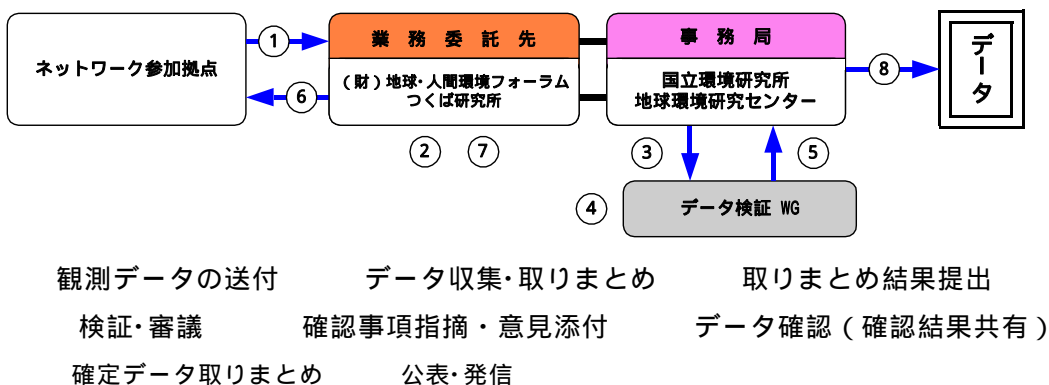 ネットワーク参加拠点
①
⑥
業務委託先
(財)地球・人間環境フォーラム
つくば研究所
②
⑦
事務局
国立環境研究所
地球環境研究センター
③
⑤
④
データ検証 WG
⑧
データ
観測データの送付 データ収集・取りまとめ 取りまとめ結果提出
検証・審議 確認事項指摘・意見添付 データ確認(確認結果共有)
確定データ取りまとめ 公表・発信